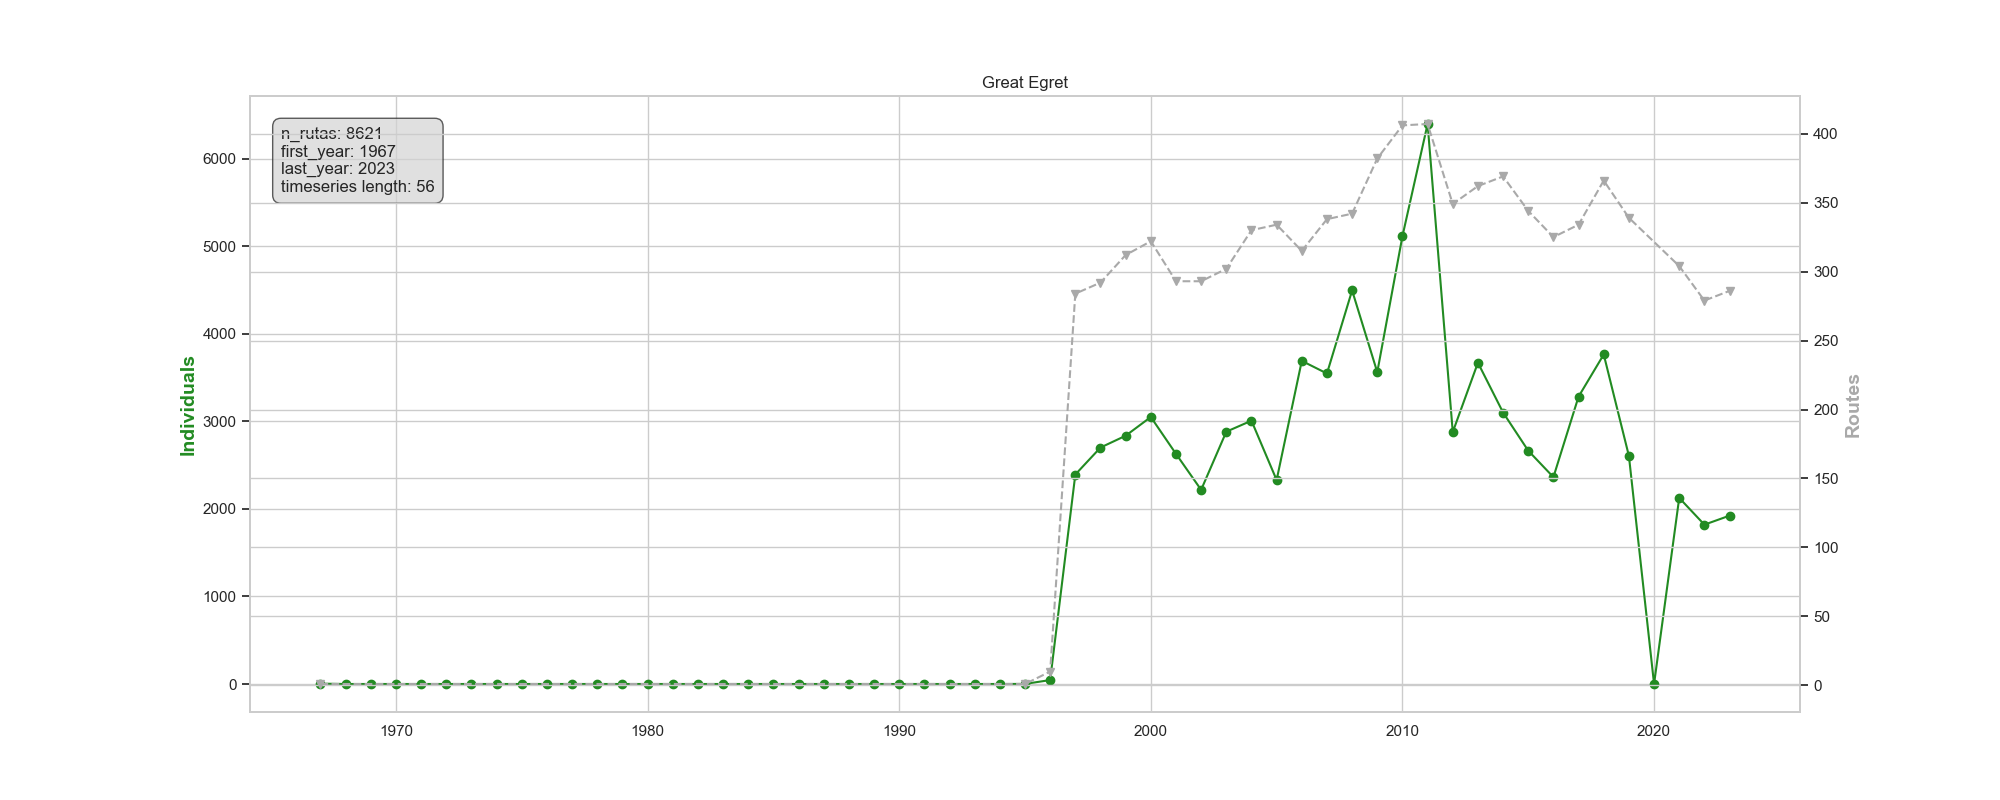 Great Egret
n_rutas: 8621
first_year: 1967
last_year: 2023
timeseries length: 56
Individuals
6000
5000
4000
3000
2000
1000
0
400
350
300
250
200
150
100
50
0
Routes
1970 1980 1990 2000 2010 2020